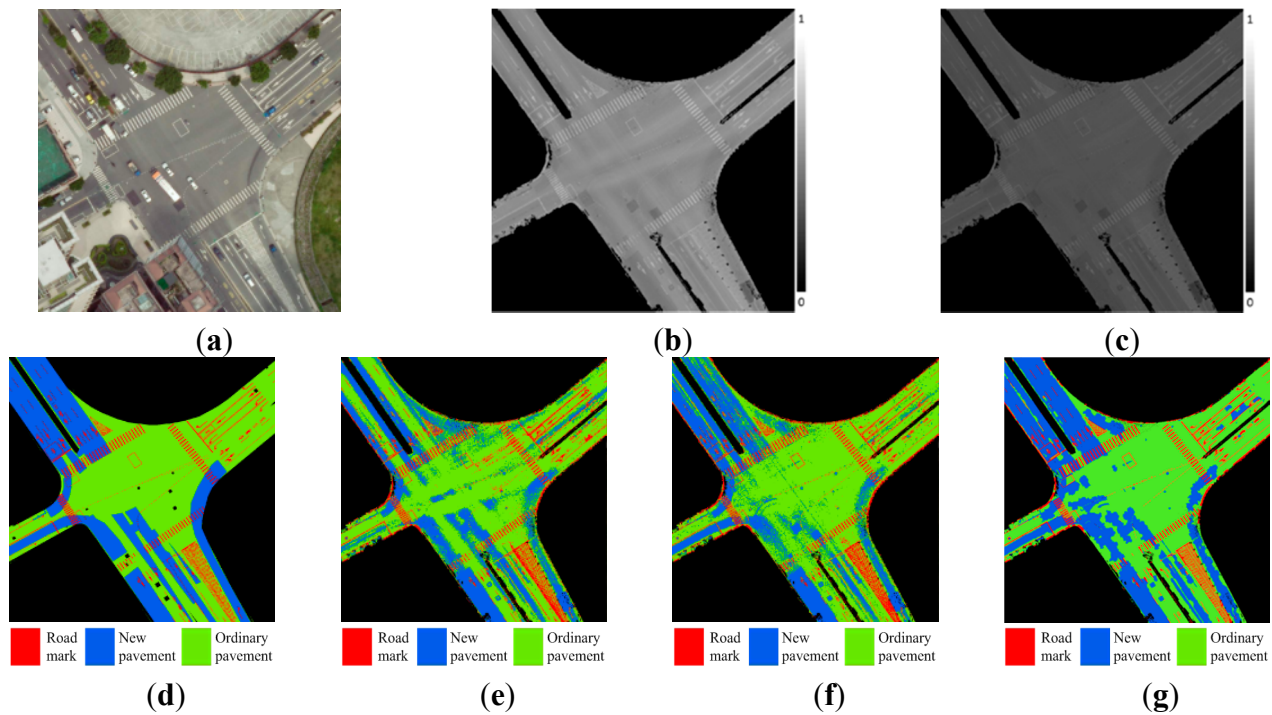 1
0
1
0
(a)
(b)
(c)
Road mark
New pavement
Ordinary pavement
Road mark
New pavement
Ordinary pavement
Road mark
New pavement
Ordinary pavement
Road mark
New pavement
Ordinary pavement
(d)
(e)
(f)
(g)